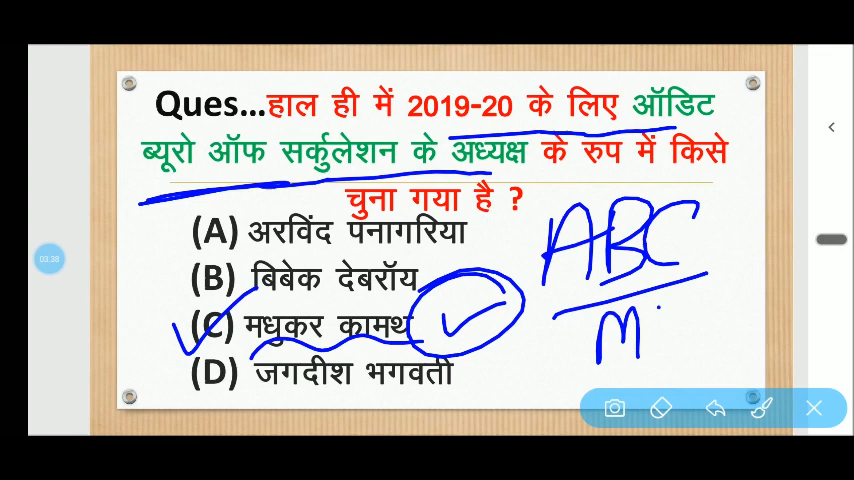 Ques...हाल ही में 2019-20 के लिए ऑडिट
ब्यूरो ऑफ सर्कुलेशन के अध्यक्ष के रुप में किसे
चुना गया है ?
(A) अरविंद पनागरिया
(B) बिबेक देबरॉय
(C) मधुकर कामथ
(D) जगदीश भगवती
ABC
M
03:38